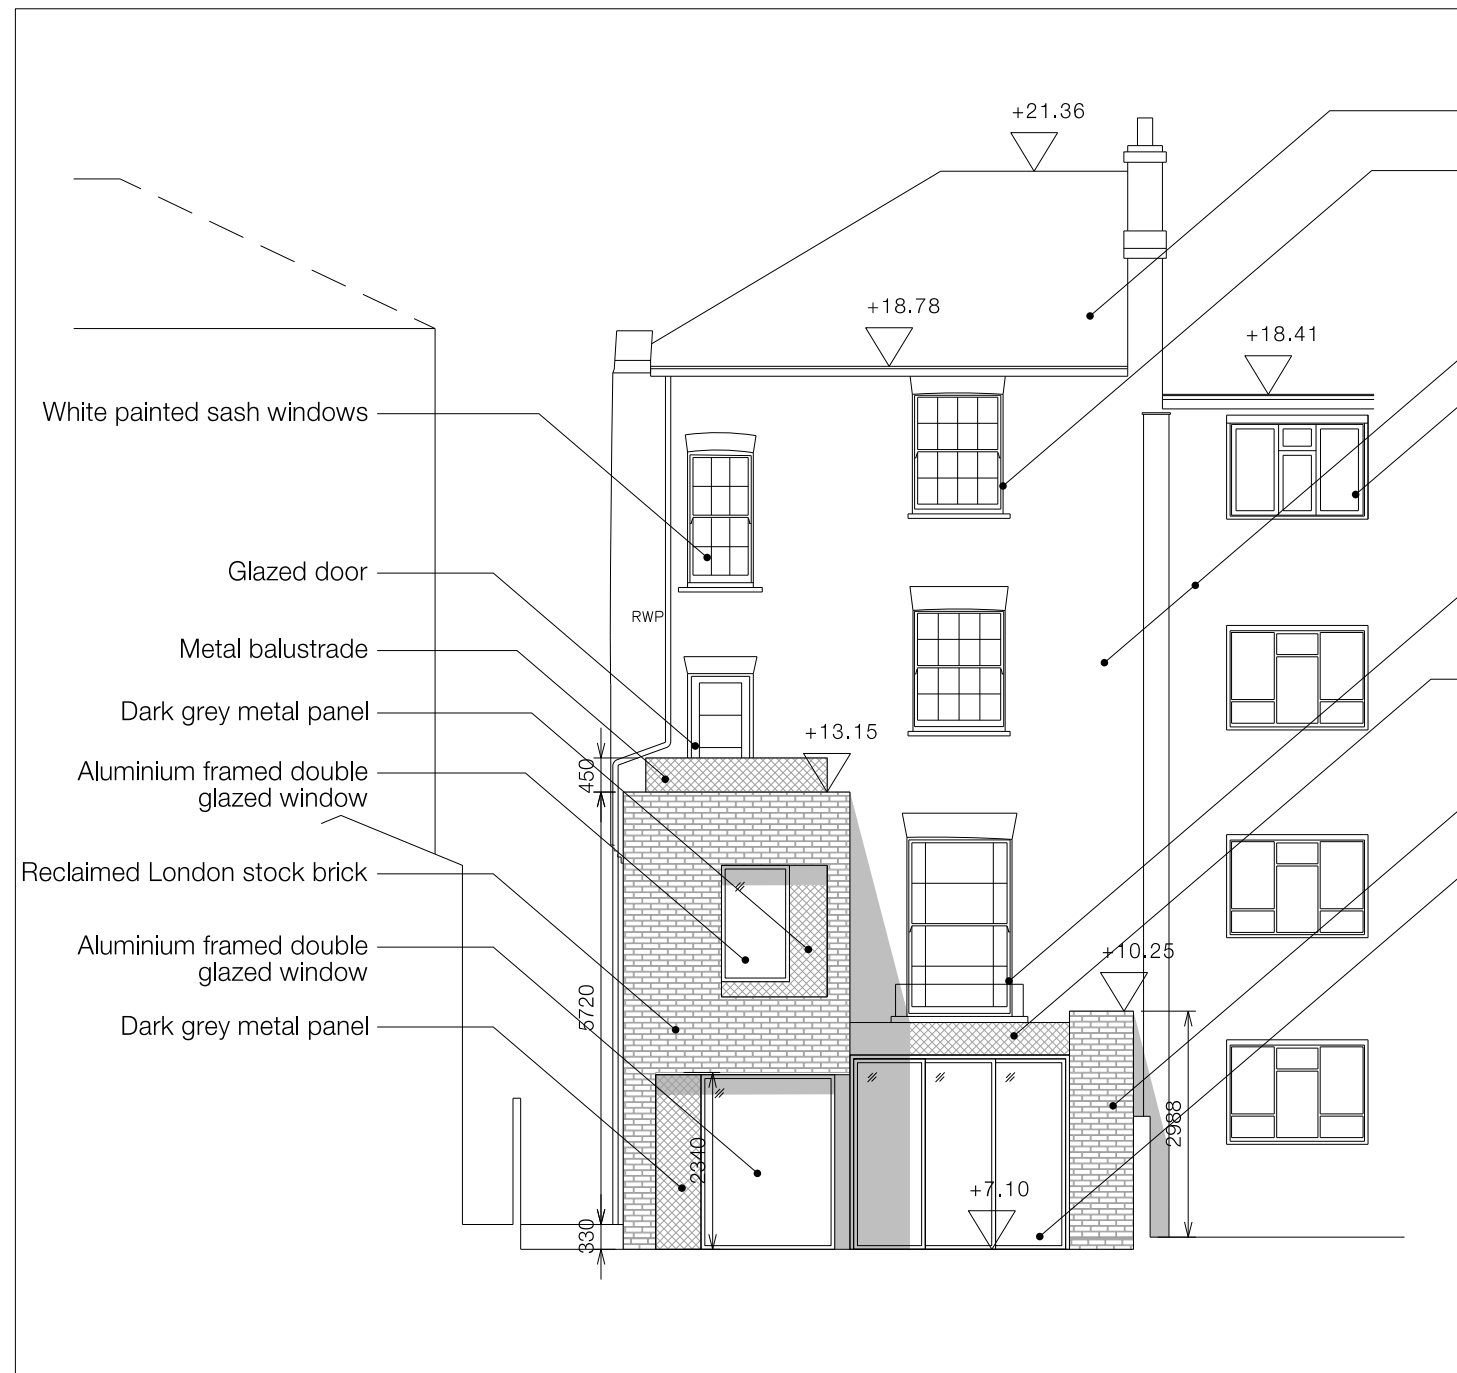 +21.36
+18.78
+18.41
White painted sash windows
Glazed door
RWP
Metal balustrade
Dark grey metal panel
+13.15
450
Aluminium framed double
glazed window
Reclaimed London stock brick
Aluminium framed double
glazed window
+10.25
5720
Dark grey metal panel
2988
2340
+7.10
330